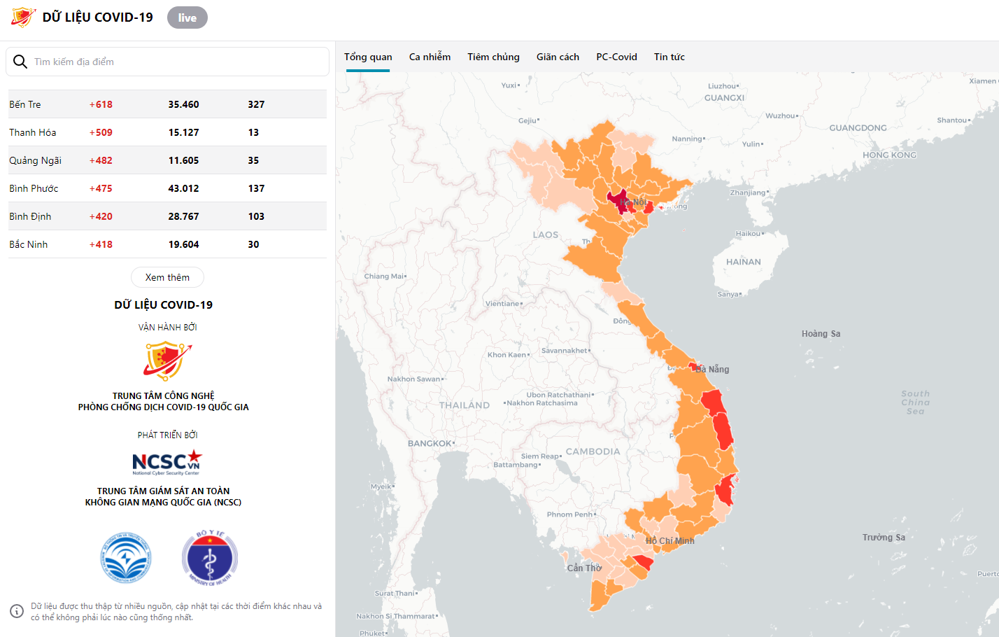 DỮ LIỆU COVID-19
live
Tìm kiếm địa điểm
Bến Tre +618 35.460 327
Thanh Hóa +509 15.127 13
Quảng Ngãi +482 11.605 35
Bình Phước +475 43.012 137
Bình Định +420 28.767 103
Bắc Ninh +418 19.604 30
Xem thêm
DỮ LIỆU COVID-19
VẬN HÀNH BỞI
TRUNG TÂM CÔNG NGHỆ
PHÒNG CHỐNG DỊCH COVID-19 QUỐC GIA
PHÁT TRIỂN BỞI
NCSC.VN
National Cyber Security Center
TRUNG TÂM GIÁM SÁT AN TOÀN
KHÔNG GIAN MẠNG QUỐC GIA (NCSC)
BỘ Y TẾ
MINISTRY OF HEALTH
Dữ liệu được thu thập từ nhiều nguồn, cập nhật tại các thời điểm khác nhau và
có thể không phải lúc nào cũng thống nhất.
Tổng quan Ca nhiễm Tiêm chủng Giãn cách PC-Covid Tin tức
Yuxi
Liuzhou
GUANGXI
Xiamen
Gejiu
Wuzhou
GUANGDONG
Shantou
Nanning
Yulin
HONG KONG
Zhanjiang
Hà Nội
LAOS
Haikou
HAINAN
Chiang Mai
Sanya
Vientiane
Hoàng Sa
Savannakhet
Khon Kaen
Đà Nẵng
Nakhon Sawan
Ubon Ratchathani
Nakhon Ratchasima
THAILAND
South
China
Sea
BANGKOK
CAMBODIA
Siem Reap
Battambang
Myeik
Phnom Penh
Hồ Chí Minh
Trường Sa
Cần Thơ
Puerto
Surat Thani
Nakhon Si Thammarat
Phuket